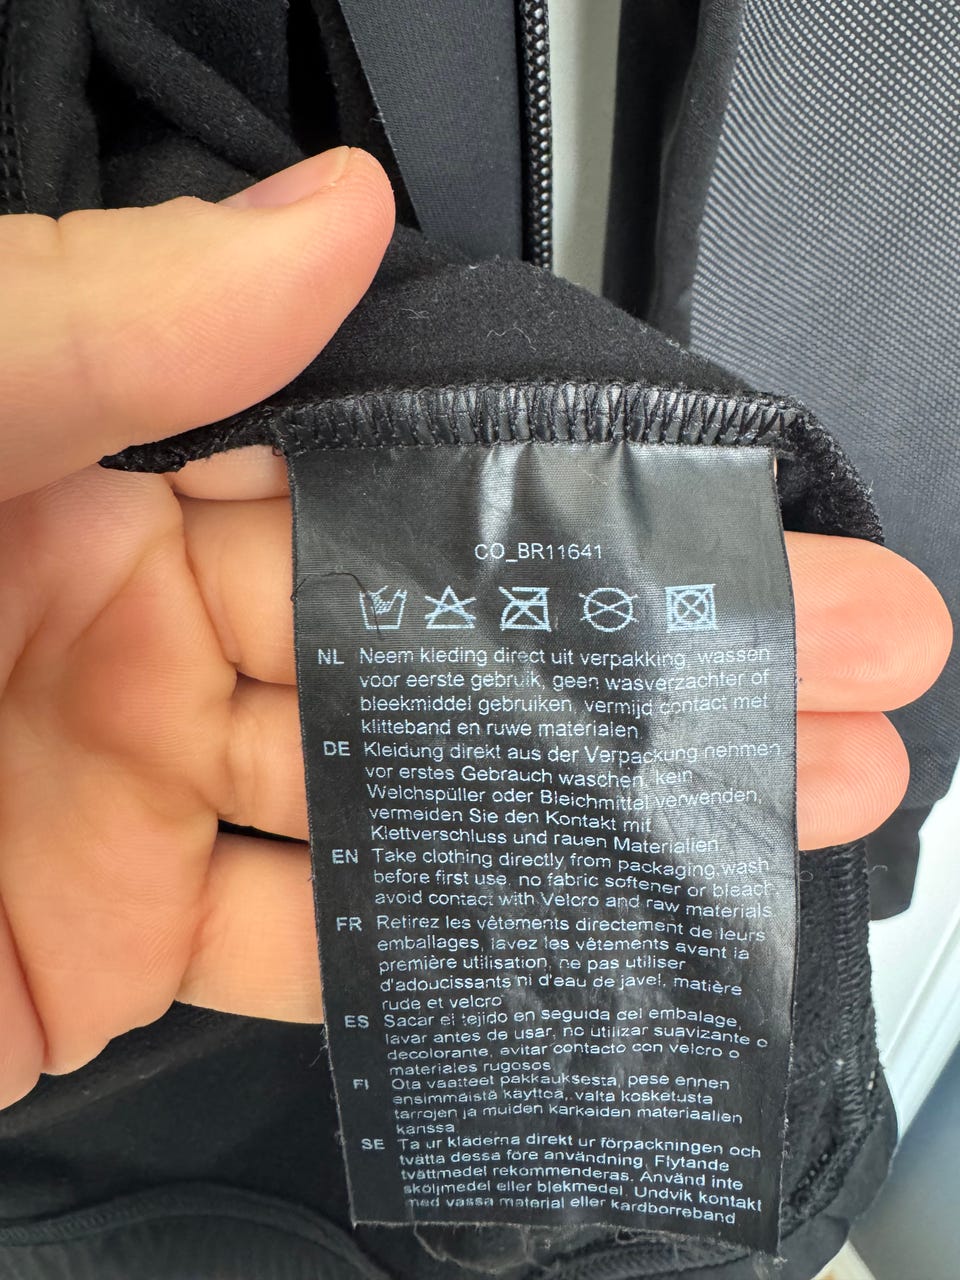 CO_BR11641
NL Neem kleding direct uit verpakking, wassen
voor eerste gebruik, geen wasverzachter of
bleekmiddel gebruiken, vermijd contact met
klitteband en ruwe materialen
DE Kleidung direkt aus der Verpackung nehmen
vor erstes Gebrauch waschen, kein
Welchspüller oder Bleichmittel verwenden,
vermeiden Sie den Kontakt mit
Klettverschluss und rauen Materialien
EN Take clothing directly from packaging,wash
before first use, no fabric softener or bleach
avoid contact with Velcro and raw materials
FR Retirez les vêtements directement de leurs
emballages, lavez les vêtements avant la
première utilisation, ne pas utiliser
d'adoucissants ni d'eau de javel, matière
rude et velcro
ES Sacar el tejido en seguida del embalage,
lavar antes de usar, no utilizar suavizante o
decolorante, evitar contacto con velcro o
materiales rugosos
FI Ota vaatteet pakkauksesta, pese ennen
ensimmäistä käyttöä, valta kosketusta
tarrojen ja muiden karkeiden materiaalien
kanssa
SE Ta ur kläderna direkt ur förpackningen och
tvätta dessa före användning. Flytande
tvättmedel rekommenderas. Använd inte
sköljmedel eller blekmedel. Undvik kontakt
med vassa material eller kardborreband